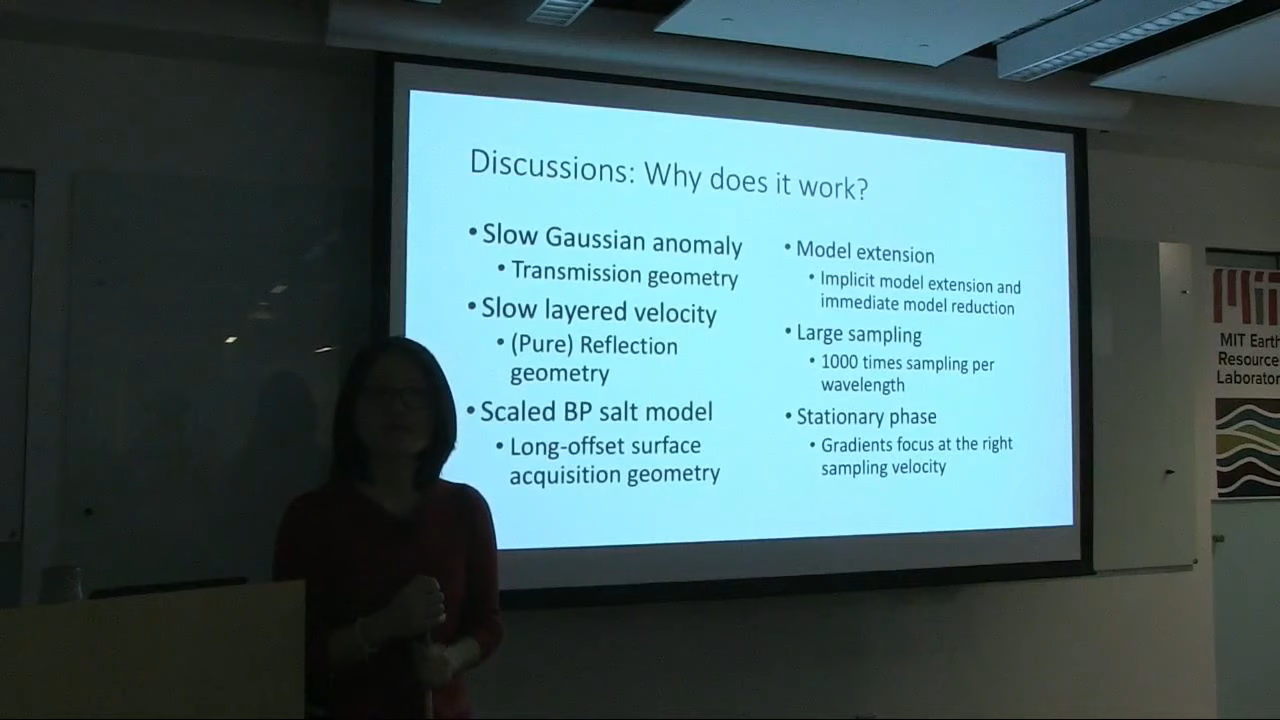 Discussions: Why does it work?
• Slow Gaussian anomaly
• Transmission geometry
• Slow layered velocity
• (Pure) Reflection
geometry
• Scaled BP salt model
• Long-offset surface
acquisition geometry
• Model extension
• Implicit model extension and
immediate model reduction
• Large sampling
• 1000 times sampling per
wavelength
• Stationary phase
• Gradients focus at the right
sampling velocity
MIT
MIT Earth
Resource
Laborator